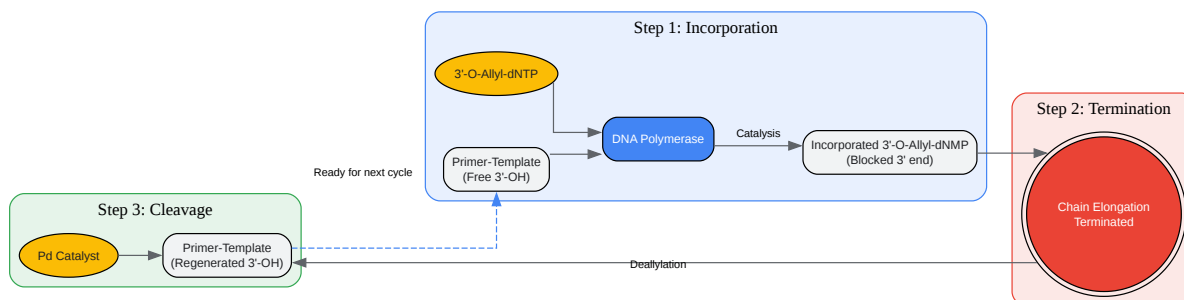 Step 1: Incorporation
3'-O-Allyl-dNTP
DNA Polymerase
Catalysis
Incorporated 3'-O-Allyl-dNMP
(Blocked 3' end)
Primer-Template
(Free 3'-OH)
Step 2: Termination
Chain Elongation
Terminated
Ready for next cycle
Step 3: Cleavage
Pd Catalyst
Primer-Template
(Regenerated 3'-OH)
Deallylation